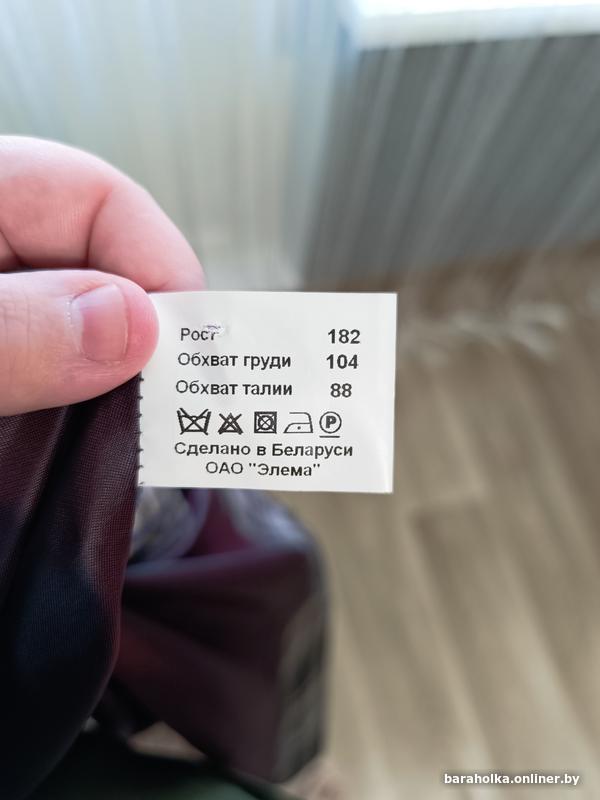 Рост 182
Обхват груди 104
Обхват талии 88
P
Сделано в Беларуси
ОАО "Элема"
baraholka.onliner.by